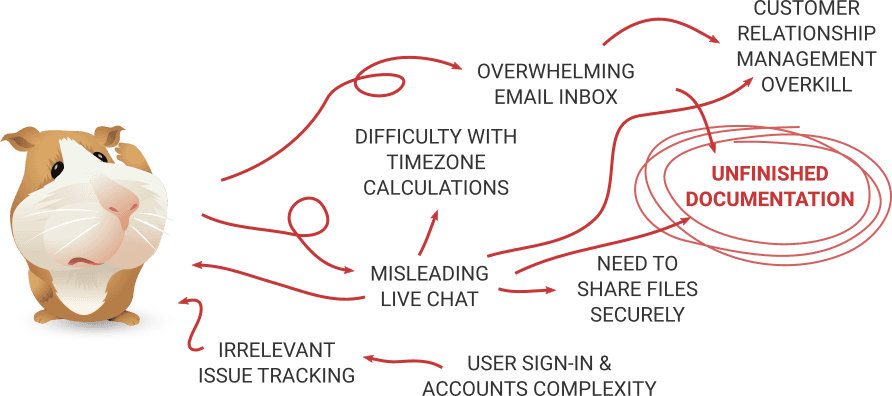 CUSTOMER
RELATIONSHIP
MANAGEMENT
OVERKILL
OVERWHELMING
EMAIL INBOX
DIFFICULTY WITH
TIMEZONE
CALCULATIONS
UNFINISHED
DOCUMENTATION
MISLEADING
LIVE CHAT
NEED TO
SHARE FILES
SECURELY
IRRELEVANT
ISSUE TRACKING
USER SIGN-IN &
ACCOUNTS COMPLEXITY